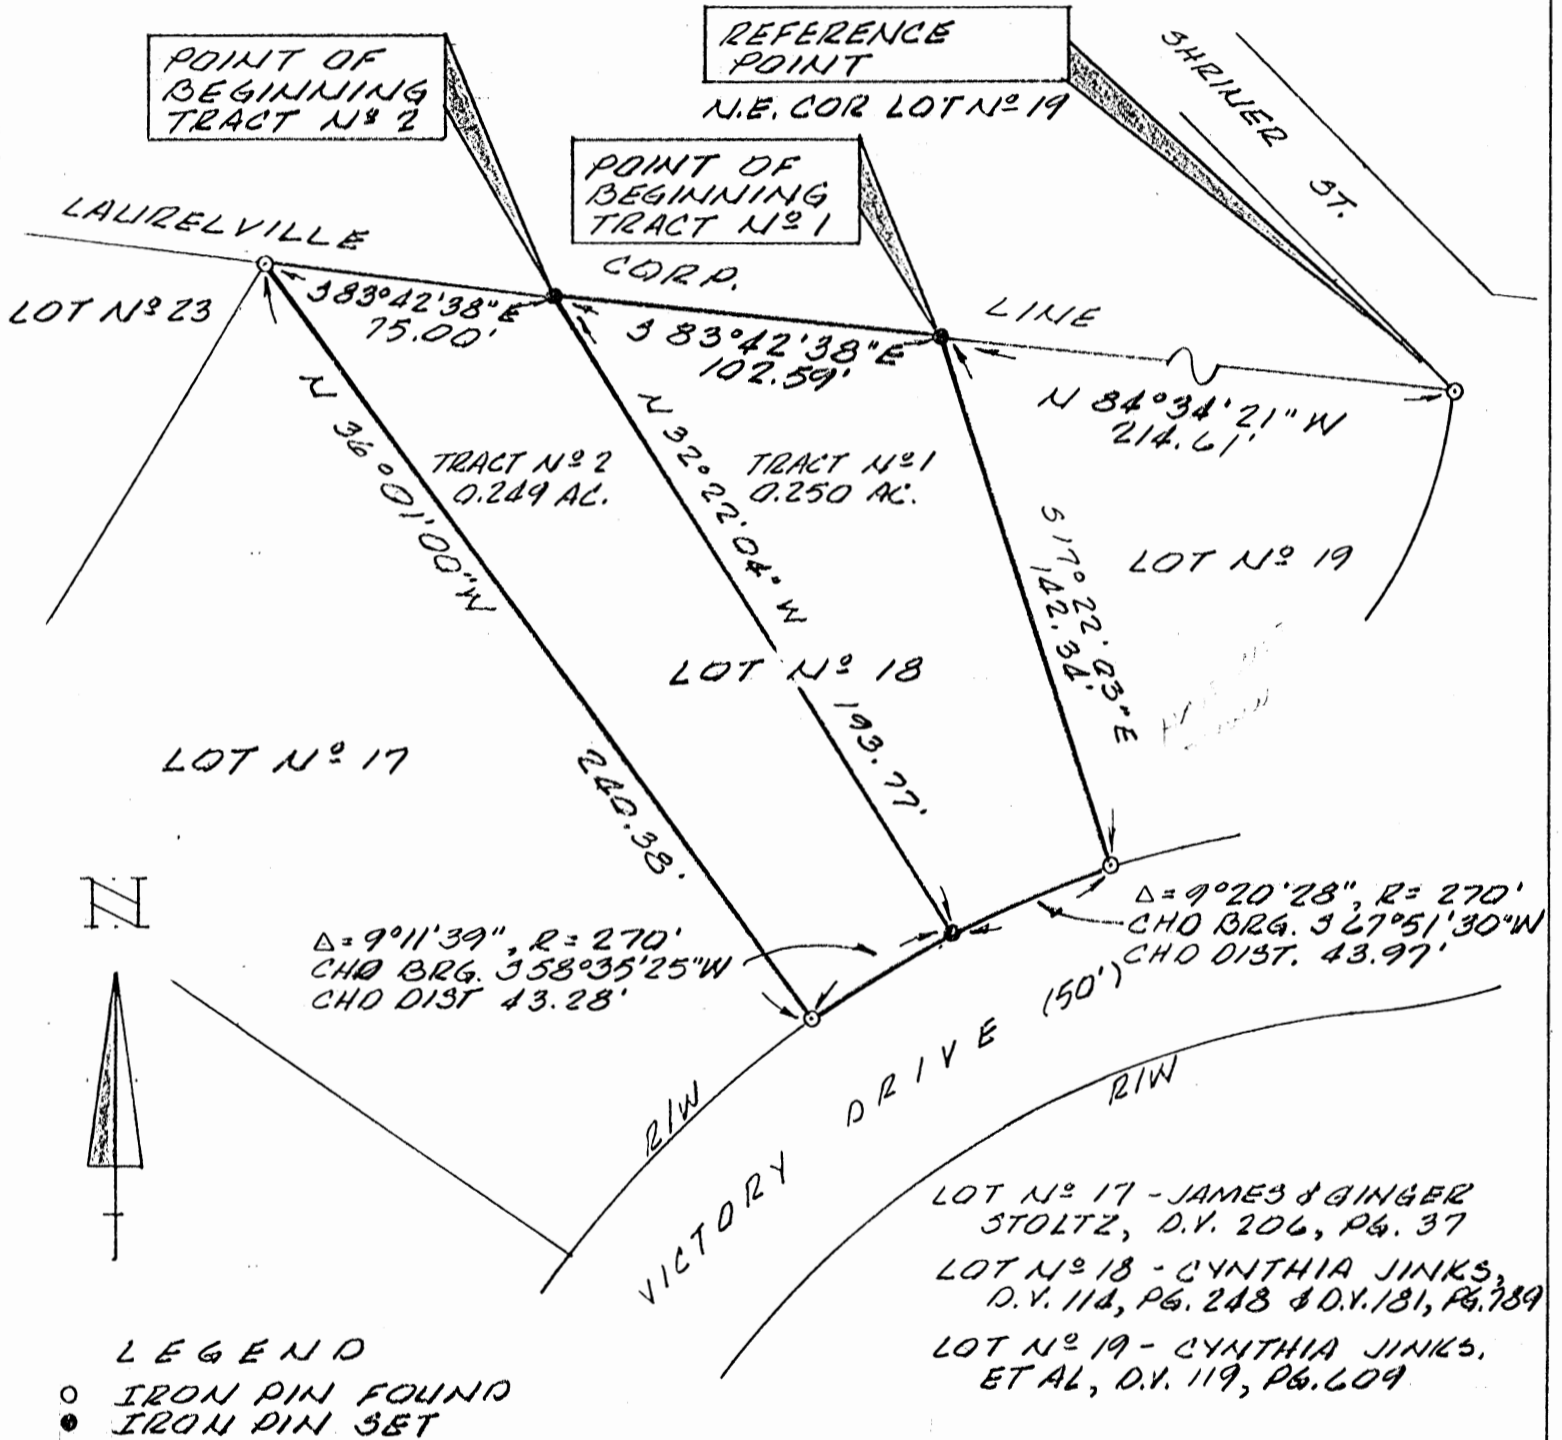 POINT OF
BEGINNING
TRACT Nº 2
REFERENCE
POINT
N.E. COR LOT Nº 19
SHRINER
ST.
POINT OF
BEGINNING
TRACT Nº 1
LAURELVILLE
CORP.
LINE
LOT Nº 23
S 83°42'38"E
75.00'
S 83°42'38"E
102.59'
N 84°34'21"W
214.61'
N 36°01'00"W
240.38'
TRACT Nº 2
0.249 AC.
N 32°22'04"W
193.77'
TRACT Nº 1
0.250 AC.
S 17°22'03"E
142.34'
LOT Nº 19
LOT Nº 18
LOT Nº 17
N
Δ = 9°11'39", R = 270'
CHD BRG. S 58°35'25"W
CHD DIST 43.28'
Δ = 9°20'28", R = 270'
CHD BRG. S 67°51'30"W
CHD DIST. 43.97'
R/W
VICTORY DRIVE (50')
R/W
LOT Nº 17 - JAMES & GINGER
STOLTZ, D.V. 206, PG. 37
LOT Nº 18 - CYNTHIA JINKS,
D.V. 114, PG. 248 & D.V. 181, PG. 789
LOT Nº 19 - CYNTHIA JINKS,
ET AL, D.V. 119, PG. 609
LEGEND
IRON PIN FOUND
IRON PIN SET